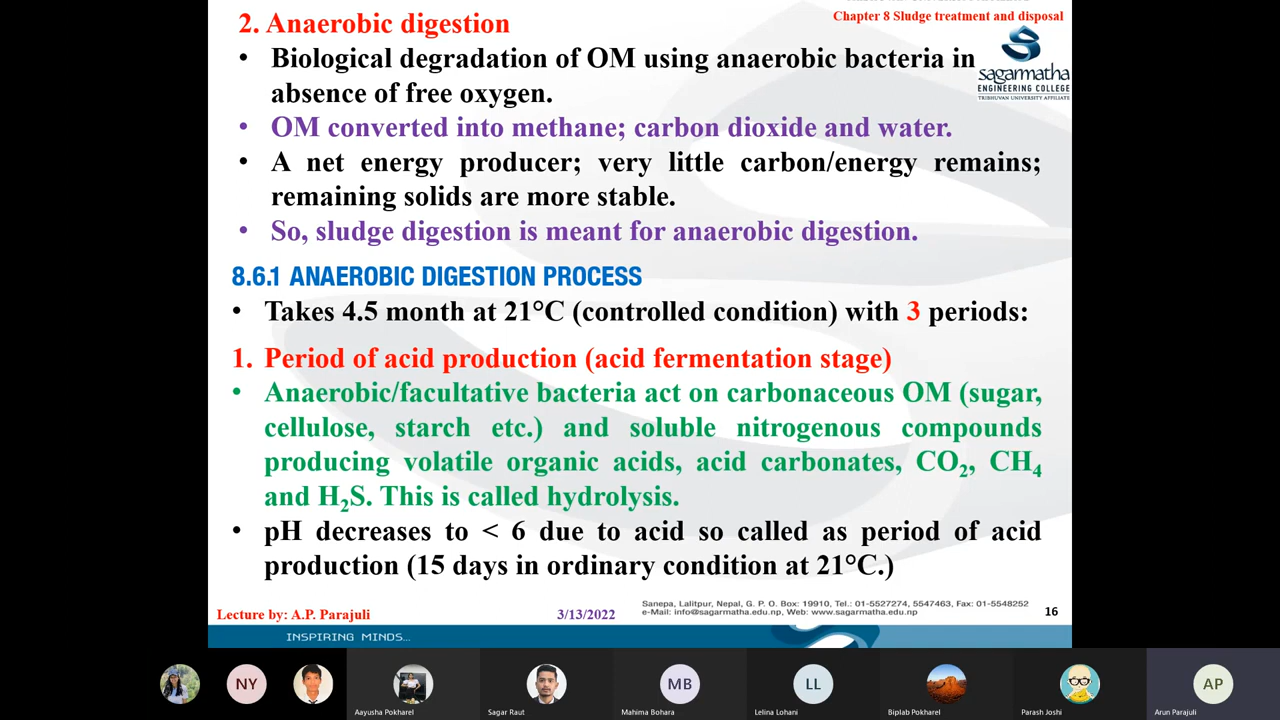 Chapter 8 Sludge treatment and disposal
2. Anaerobic digestion
• Biological degradation of OM using anaerobic bacteria in
absence of free oxygen.
sagarmatha
ENGINEERING COLLEGE
TRIBHUVAN UNIVERSITY AFFILIATE
• OM converted into methane; carbon dioxide and water.
• A net energy producer; very little carbon/energy remains;
remaining solids are more stable.
• So, sludge digestion is meant for anaerobic digestion.
8.6.1 ANAEROBIC DIGESTION PROCESS
• Takes 4.5 month at 21°C (controlled condition) with 3 periods:
1. Period of acid production (acid fermentation stage)
• Anaerobic/facultative bacteria act on carbonaceous OM (sugar,
cellulose, starch etc.) and soluble nitrogenous compounds
producing volatile organic acids, acid carbonates, CO₂, CH₄
and H₂S. This is called hydrolysis.
• pH decreases to < 6 due to acid so called as period of acid
production (15 days in ordinary condition at 21°C.)
Lecture by: A.P. Parajuli
3/13/2022
Sanepa, Lalitpur, Nepal, G. P. O. Box: 19910, Tel.: 01-5527274, 5547463, Fax: 01-5548252
e-Mail: info@sagarmatha.edu.np, Web: www.sagarmatha.edu.np
16
INSPIRING MINDS...
NY
MB
LL
AP
Aayusha Pokharel
Sagar Raut
Mahima Bohara
Lelina Lohani
Biplab Pokharel
Parash Joshi
Arun Parajuli